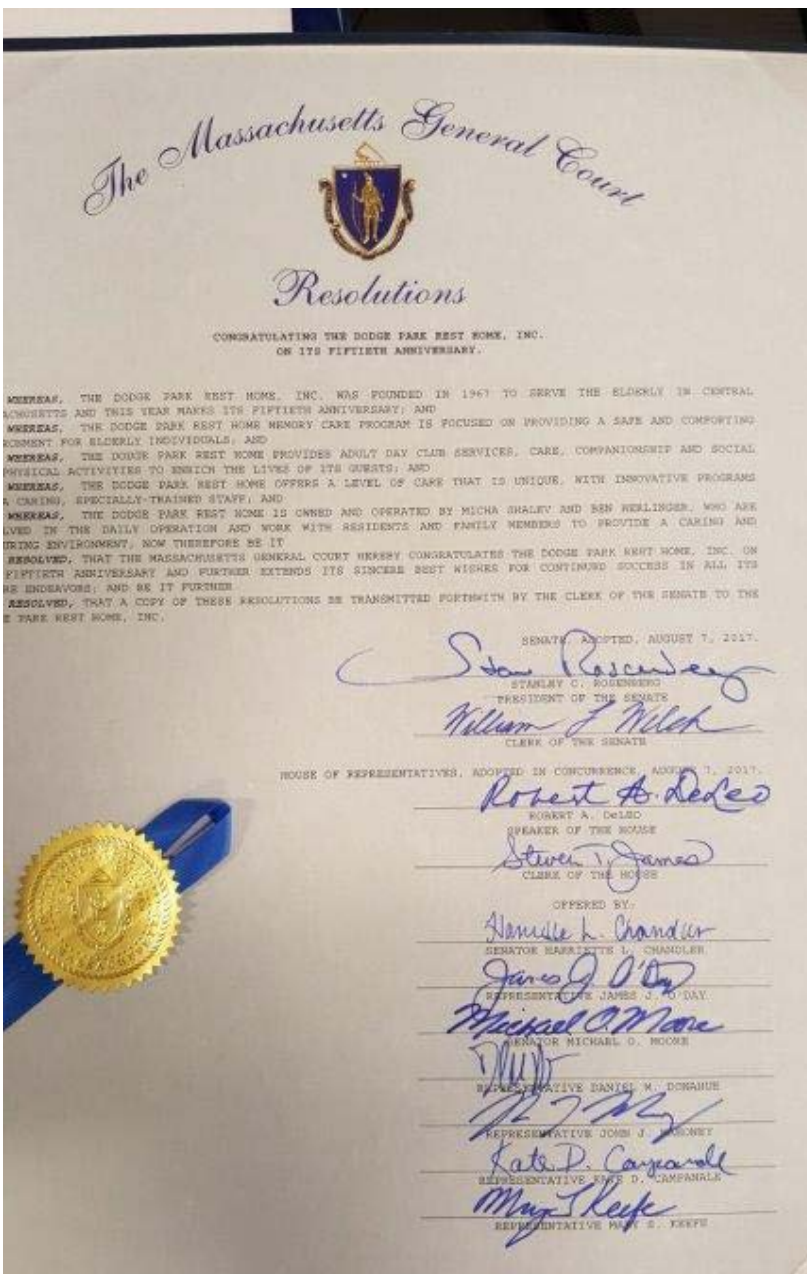 The Massachusetts General Court
Resolutions
CONGRATULATING THE DODGE PARK REST HOME, INC.
ON ITS FIFTIETH ANNIVERSARY.
WHEREAS, THE DODGE PARK REST HOME, INC. WAS FOUNDED IN 1967 TO SERVE THE ELDERLY IN CENTRAL
ACHUSETTS AND THIS YEAR MARKS ITS FIFTIETH ANNIVERSARY; AND
WHEREAS, THE DODGE PARK REST HOME MEMORY CARE PROGRAM IS FOCUSED ON PROVIDING A SAFE AND COMFORTING
RONMENT FOR ELDERLY INDIVIDUALS; AND
WHEREAS, THE DODGE PARK REST HOME PROVIDES ADULT DAY CLUB SERVICES, CARE, COMPANIONSHIP AND SOCIAL
PHYSICAL ACTIVITIES TO ENRICH THE LIVES OF ITS GUESTS; AND
WHEREAS, THE DODGE PARK REST HOME OFFERS A LEVEL OF CARE THAT IS UNIQUE, WITH INNOVATIVE PROGRAMS
A CARING, SPECIALLY-TRAINED STAFF; AND
WHEREAS, THE DODGE PARK REST HOME IS OWNED AND OPERATED BY MICHA SHALEV AND BEN HERLINGER, WHO ARE
LVED IN THE DAILY OPERATION AND WORK WITH RESIDENTS AND FAMILY MEMBERS TO PROVIDE A CARING AND
URING ENVIRONMENT; NOW THEREFORE BE IT
RESOLVED, THAT THE MASSACHUSETTS GENERAL COURT HEREBY CONGRATULATES THE DODGE PARK REST HOME, INC. ON
FIFTIETH ANNIVERSARY AND FURTHER EXTENDS ITS SINCERE BEST WISHES FOR CONTINUED SUCCESS IN ALL ITS
RE ENDEAVORS; AND BE IT FURTHER
RESOLVED, THAT A COPY OF THESE RESOLUTIONS BE TRANSMITTED FORTHWITH BY THE CLERK OF THE SENATE TO THE
E PARK REST HOME, INC.
SENATE, ADOPTED, AUGUST 7, 2017.
Stan Rosenberg
STANLEY C. ROSENBERG
PRESIDENT OF THE SENATE
William F Welch
CLERK OF THE SENATE
HOUSE OF REPRESENTATIVES, ADOPTED IN CONCURRENCE, AUGUST 7, 2017.
Robert A. DeLeo
ROBERT A. DeLEO
SPEAKER OF THE HOUSE
Steven T. James
CLERK OF THE HOUSE
OFFERED BY:
Harriette L. Chandler
SENATOR HARRIETTE L. CHANDLER
James J. O'Day
REPRESENTATIVE JAMES J. O'DAY
Michael O. Moore
SENATOR MICHAEL O. MOORE
REPRESENTATIVE DANIEL M. DONAHUE
REPRESENTATIVE JOHN J. MAHONEY
Kate D. Campanale
REPRESENTATIVE KATE D. CAMPANALE
Mary S Keefe
REPRESENTATIVE MARY S. KEEFE